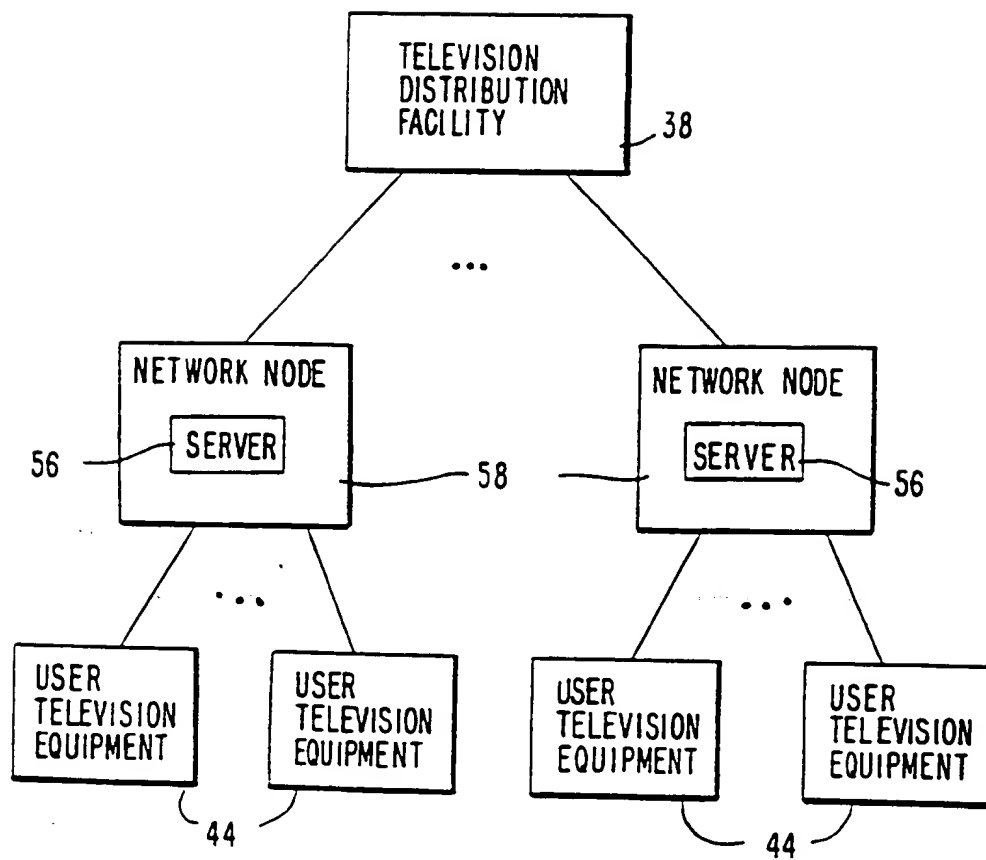 TELEVISION
DISTRIBUTION
FACILITY
38
...
NETWORK NODE
SERVER
56
58
NETWORK NODE
SERVER
56
...
...
USER
TELEVISION
EQUIPMENT
USER
TELEVISION
EQUIPMENT
44
USER
TELEVISION
EQUIPMENT
USER
TELEVISION
EQUIPMENT
44